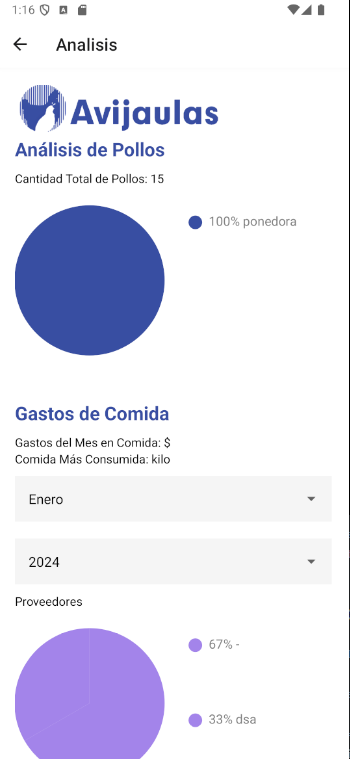 1:16
Analisis
Avijaulas
Análisis de Pollos
Cantidad Total de Pollos: 15
100% ponedora
Gastos de Comida
Gastos del Mes en Comida: $
Comida Más Consumida: kilo
Enero
2024
Proveedores
67% -
33% dsa